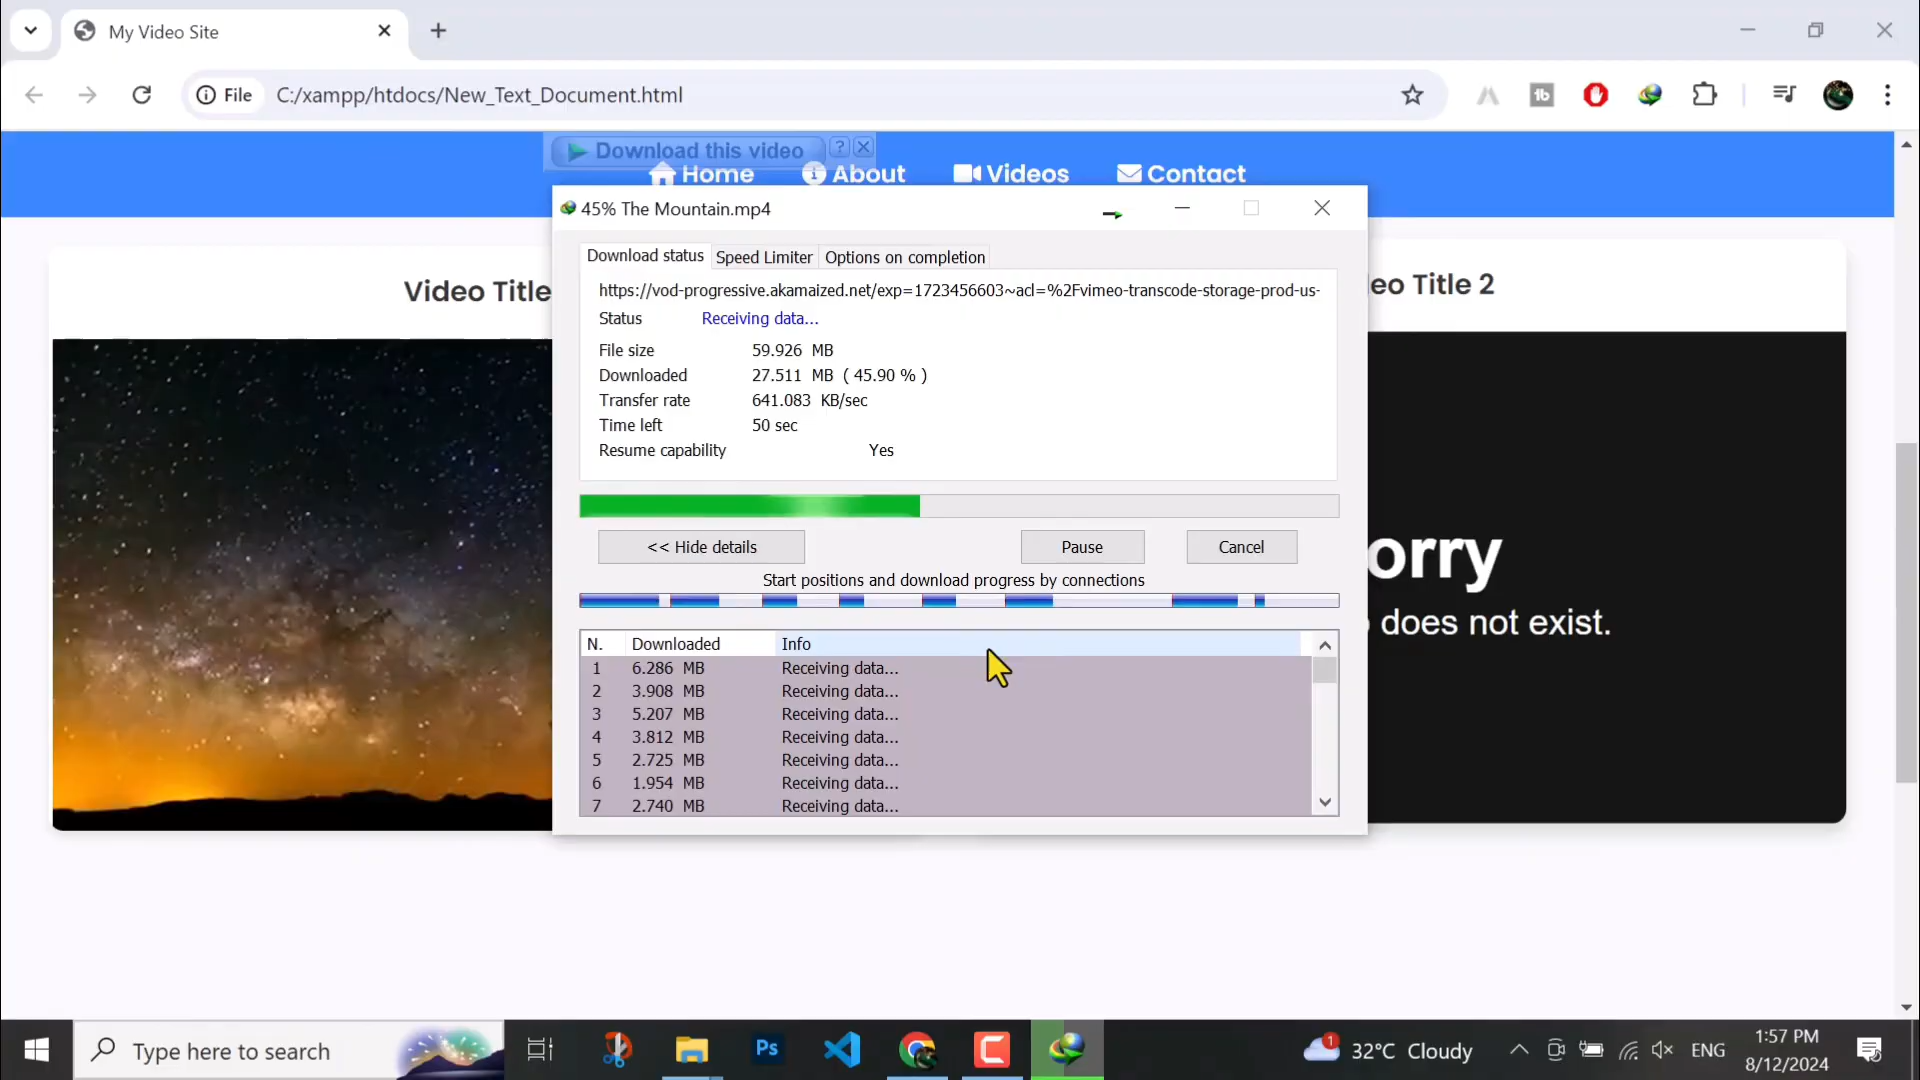 My Video Site
File
C:/xampp/htdocs/New_Text_Document.html
Download this video ?
Home About Videos Contact
45% The Mountain.mp4
Download status Speed Limiter Options on completion
https://vod-progressive.akamaized.net/exp=1723456603~acl=%2Fvimeo-transcode-storage-prod-us-
Status Receiving data...
File size 59.926 MB
Downloaded 27.511 MB ( 45.90 % )
Transfer rate 641.083 KB/sec
Time left 50 sec
Resume capability Yes
<< Hide details Pause Cancel
Start positions and download progress by connections
N. Downloaded Info
1 6.286 MB Receiving data...
2 3.908 MB Receiving data...
3 5.207 MB Receiving data...
4 3.812 MB Receiving data...
5 2.725 MB Receiving data...
6 1.954 MB Receiving data...
7 2.740 MB Receiving data...
Video Title
eo Title 2
orry
does not exist.
Type here to search
Ps
1
32°C Cloudy
ENG
1:57 PM
8/12/2024